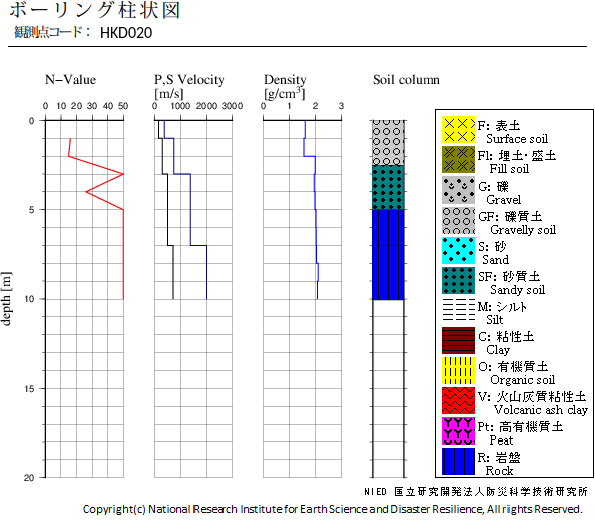 ボーリング柱状図
観測点コード： HKD020
N−Value
P,S Velocity
[m/s]
Density
[g/cm3]
Soil column
0 10 20 30 40 50
0 1000 2000 3000
0 1 2 3
0
5
10
15
20
depth [m]
F: 表土
Surface soil
Fl: 埋土・盛土
Fill soil
G: 礫
Gravel
GF: 礫質土
Gravelly soil
S: 砂
Sand
SF: 砂質土
Sandy soil
M: シルト
Silt
C: 粘性土
Clay
O: 有機質土
Organic soil
V: 火山灰質粘性土
Volcanic ash clay
Pt: 高有機質土
Peat
R: 岩盤
Rock
NIED 国立研究開発法人防災科学技術研究所
Copyright(c) National Research Institute for Earth Science and Disaster Resilience, All rights Reserved.